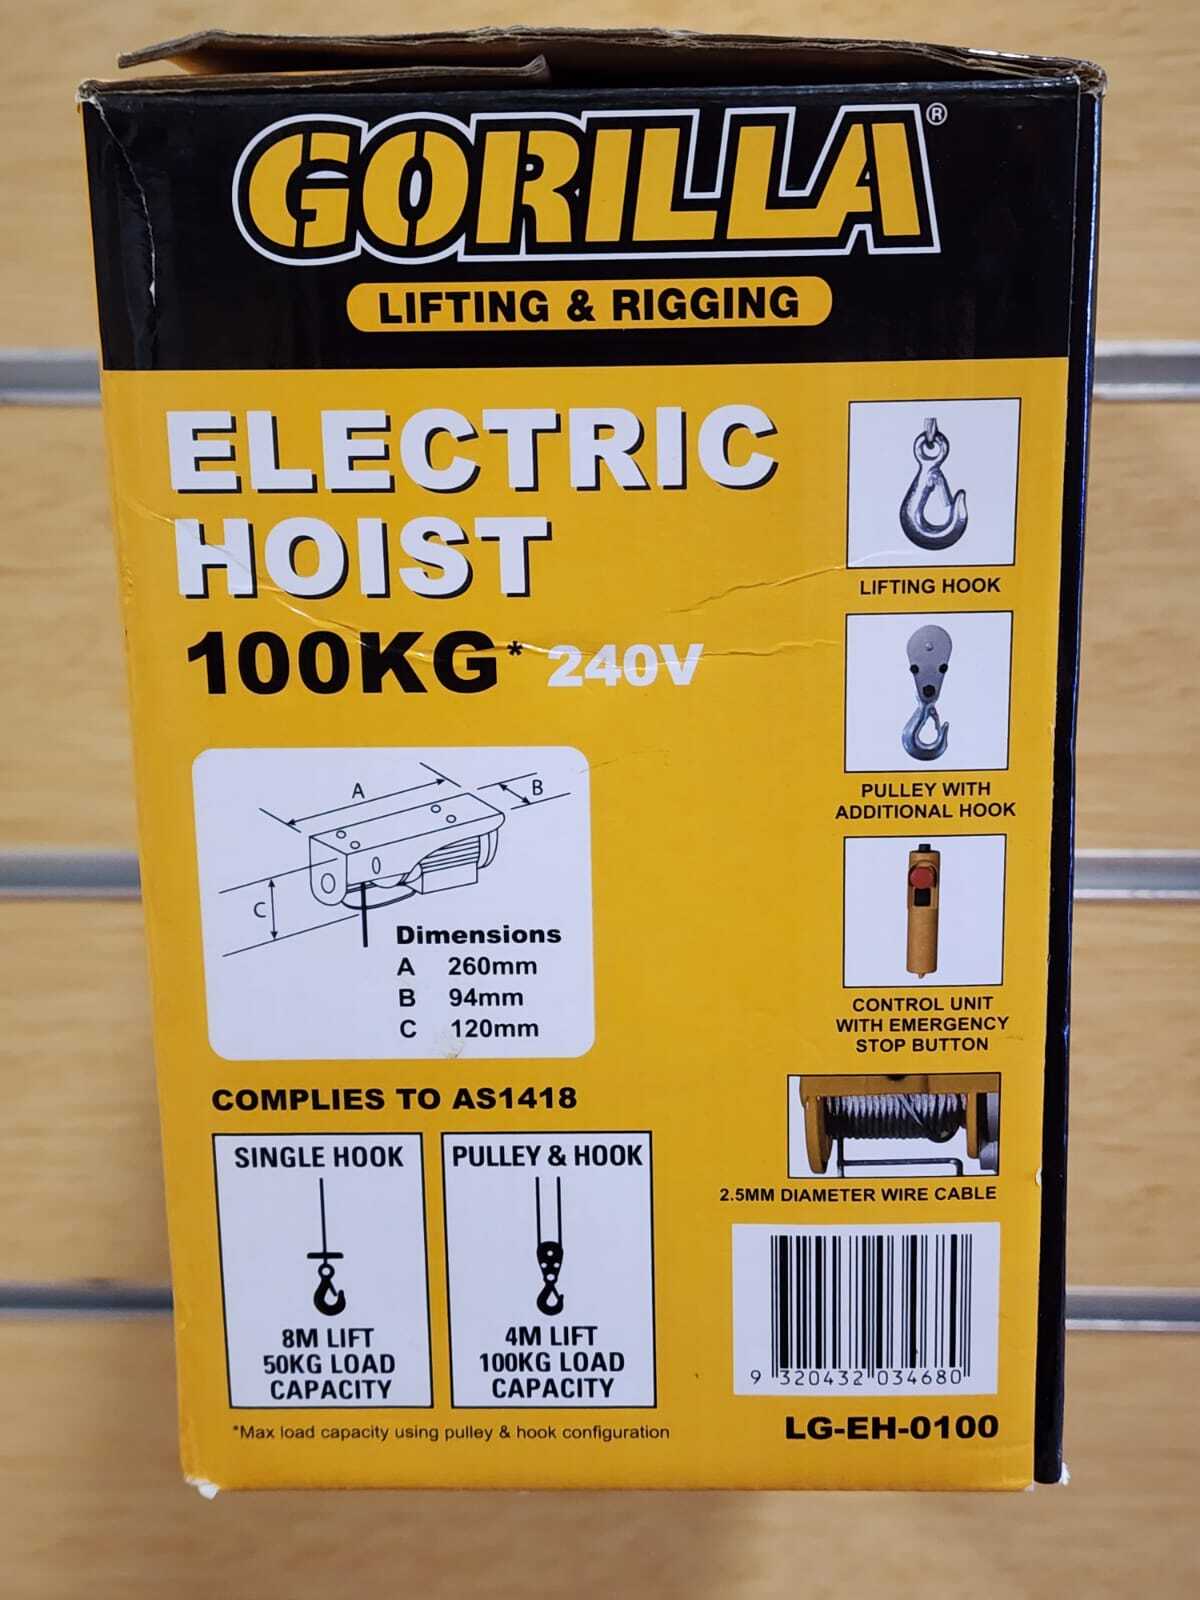 GORILLA®
LIFTING & RIGGING
ELECTRIC
HOIST
100KG* 240V
LIFTING HOOK
PULLEY WITH
ADDITIONAL HOOK
CONTROL UNIT
WITH EMERGENCY
STOP BUTTON
2.5MM DIAMETER WIRE CABLE
A
B
C
Dimensions
A 260mm
B 94mm
C 120mm
COMPLIES TO AS1418
SINGLE HOOK
8M LIFT
50KG LOAD
CAPACITY
PULLEY & HOOK
4M LIFT
100KG LOAD
CAPACITY
*Max load capacity using pulley & hook configuration
9 320432 034680
LG-EH-0100